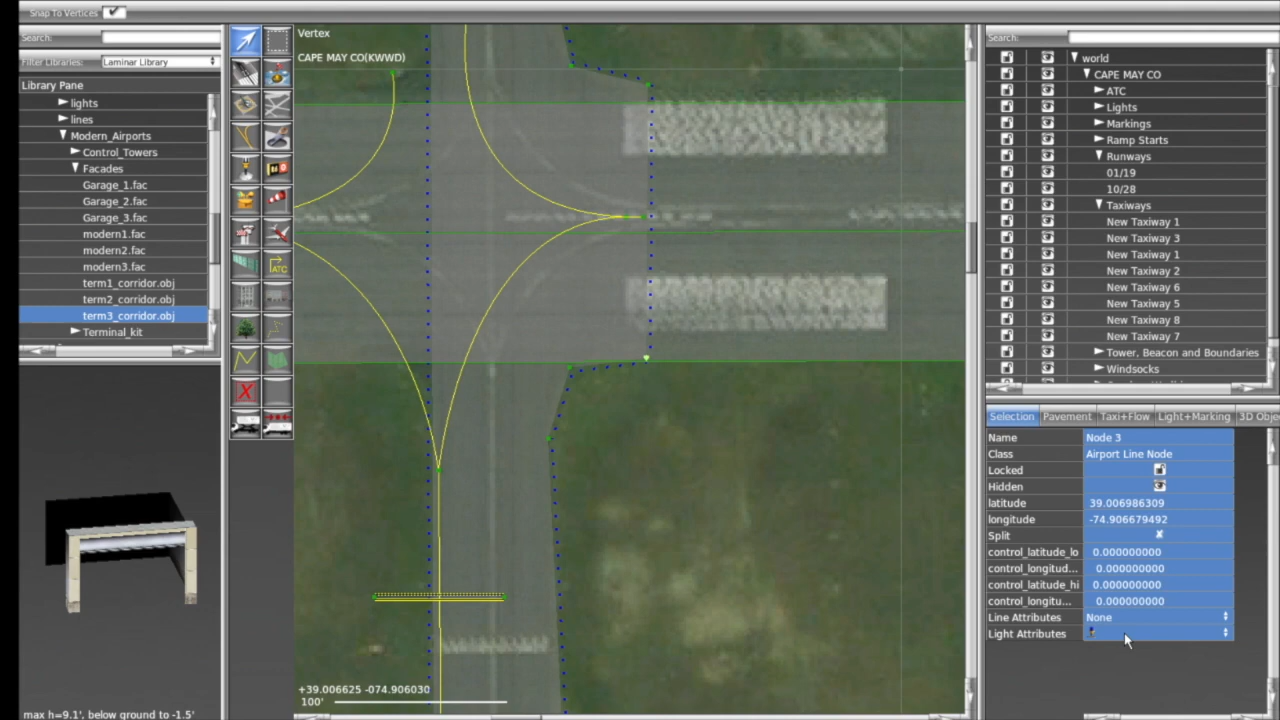 Snap To Vertices
Search:
Filter Libraries: Laminar Library
Library Pane
lights
lines
Modern_Airports
Control_Towers
Facades
Garage_1.fac
Garage_2.fac
Garage_3.fac
modern1.fac
modern2.fac
modern3.fac
term1_corridor.obj
term2_corridor.obj
term3_corridor.obj
Terminal_kit
max h=9.1', below ground to -1.5'
ATC
Vertex
CAPE MAY CO(KWWD)
+39.006625 -074.906030
100'
Search:
world
CAPE MAY CO
ATC
Lights
Markings
Ramp Starts
Runways
01/19
10/28
Taxiways
New Taxiway 1
New Taxiway 3
New Taxiway 1
New Taxiway 2
New Taxiway 6
New Taxiway 5
New Taxiway 8
New Taxiway 7
Tower, Beacon and Boundaries
Windsocks
Selection Pavement Taxi+Flow Light+Marking 3D Obje
Name Node 3
Class Airport Line Node
Locked
Hidden
latitude 39.006986309
longitude -74.906679492
Split
control_latitude_lo 0.000000000
control_longitud... 0.000000000
control_latitude_hi 0.000000000
control_longitu... 0.000000000
Line Attributes None
Light Attributes